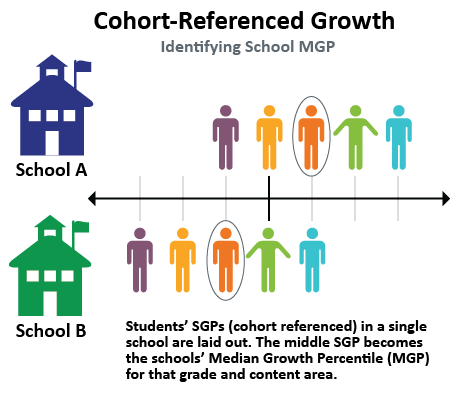 Cohort-Referenced Growth
Identifying School MGP
School A
School B
Students' SGPs (cohort referenced) in a single
school are laid out. The middle SGP becomes
the schools' Median Growth Percentile (MGP)
for that grade and content area.